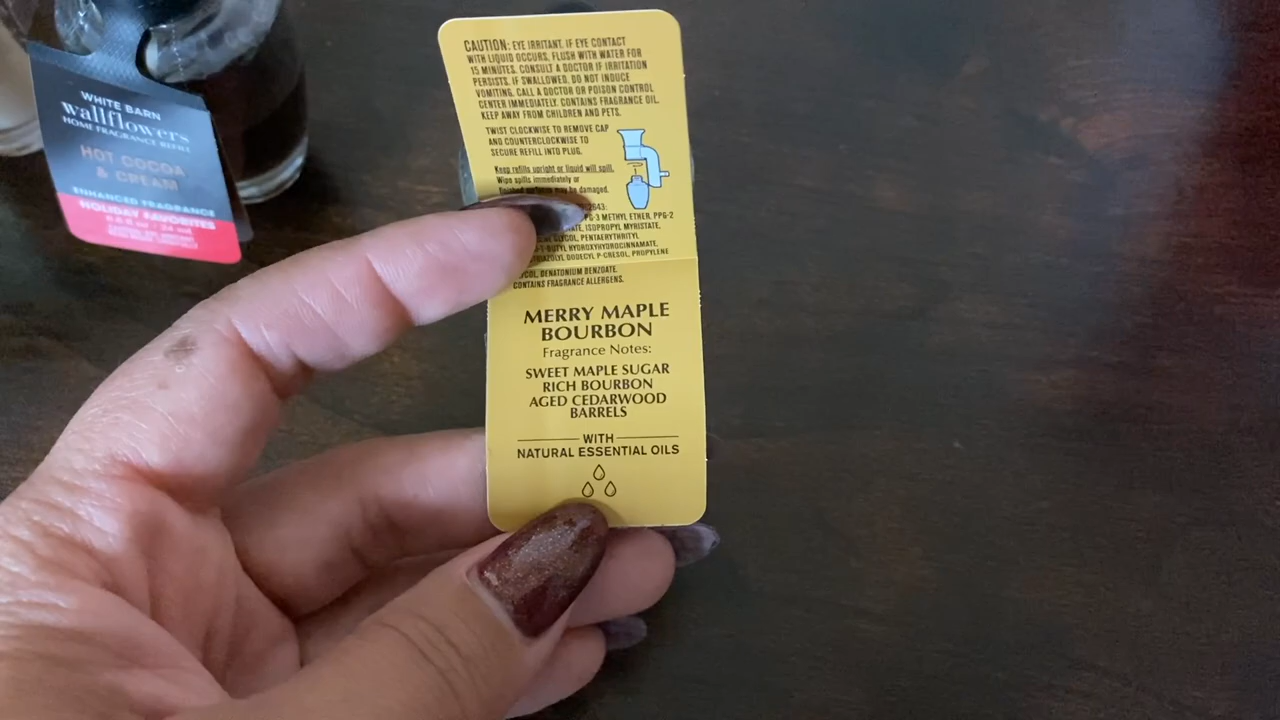 WHITE BARN
wallflowers
HOME FRAGRANCE REFILL
HOT COCOA
& CREAM
ENHANCED FRAGRANCE
HOLIDAY FAVORITES
CAUTION: EYE IRRITANT. IF EYE CONTACT
WITH LIQUID OCCURS, FLUSH WITH WATER FOR
15 MINUTES. CONSULT A DOCTOR IF IRRITATION
PERSISTS. IF SWALLOWED, DO NOT INDUCE
VOMITING. CALL A DOCTOR OR POISON CONTROL
CENTER IMMEDIATELY. CONTAINS FRAGRANCE OIL.
KEEP AWAY FROM CHILDREN AND PETS.
TWIST CLOCKWISE TO REMOVE CAP
AND COUNTERCLOCKWISE TO
SECURE REFILL INTO PLUG.
Keep refills upright or liquid will spill.
Wipe spills immediately or
finished surfaces may be damaged.
PG-3 METHYL ETHER, PPG-2
ISOPROPYL MYRISTATE,
GLYCOL, PENTAERYTHRITYL
HYDROXYHYDROCINNAMATE,
DODECYL P-CRESOL, PROPYLENE
DENATONIUM BENZOATE.
CONTAINS FRAGRANCE ALLERGENS.
MERRY MAPLE
BOURBON
Fragrance Notes:
SWEET MAPLE SUGAR
RICH BOURBON
AGED CEDARWOOD
BARRELS
WITH
NATURAL ESSENTIAL OILS